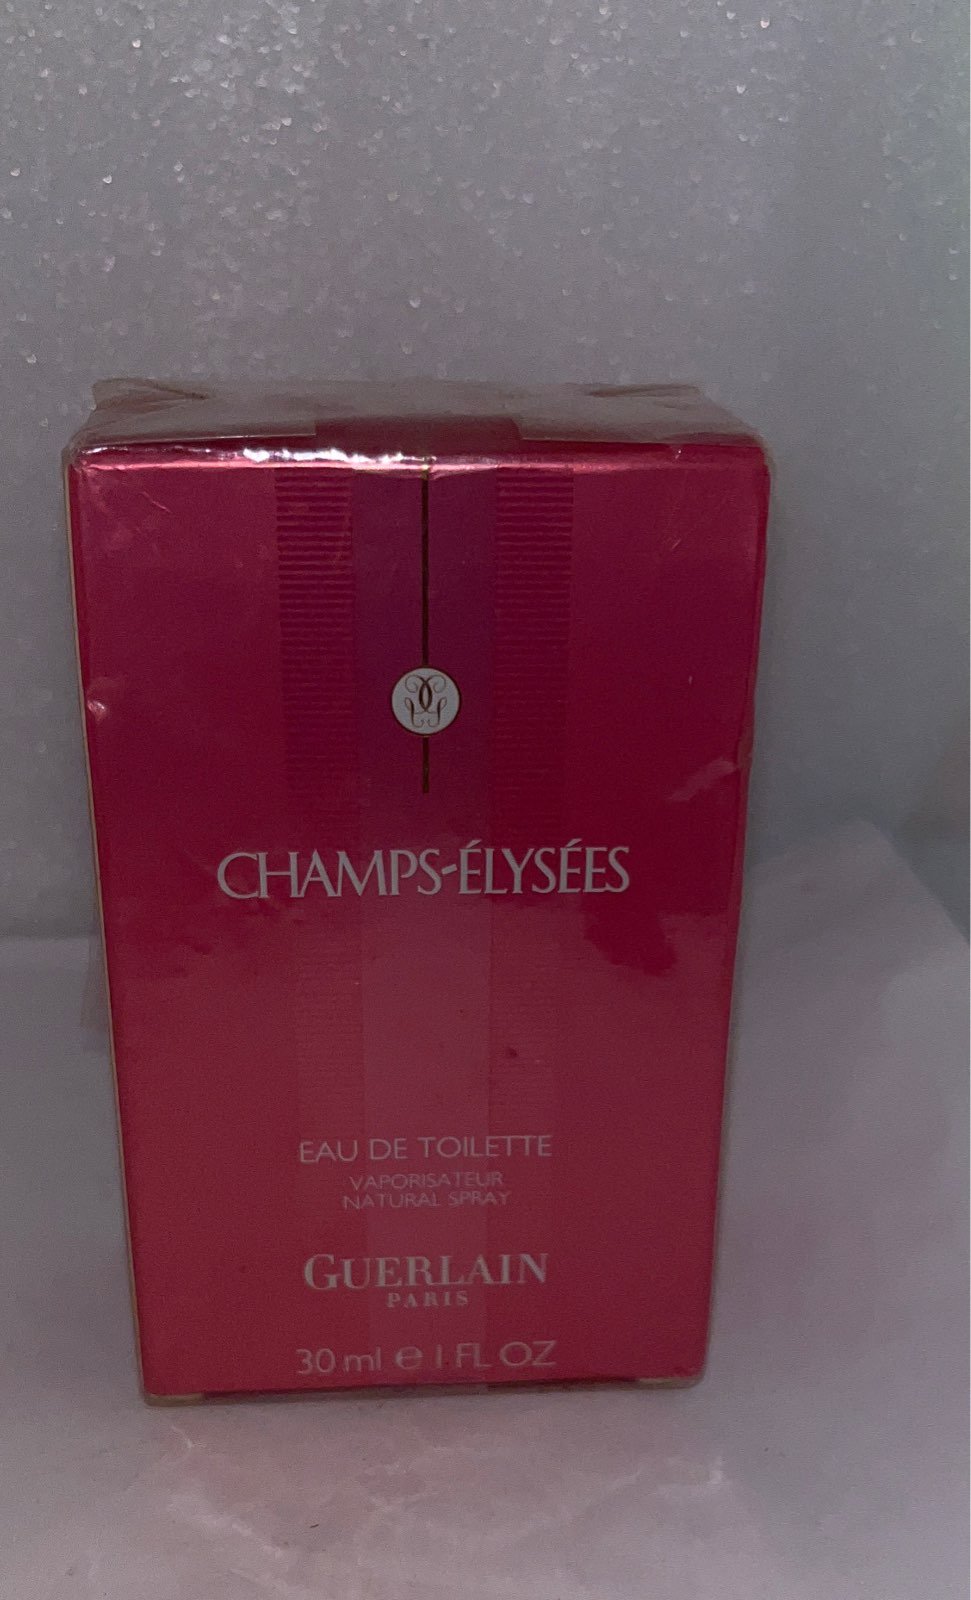 CHAMPS-ÉLYSÉES
EAU DE TOILETTE
VAPORISATEUR
NATURAL SPRAY
GUERLAIN
PARIS
30 ml e 1 FL OZ